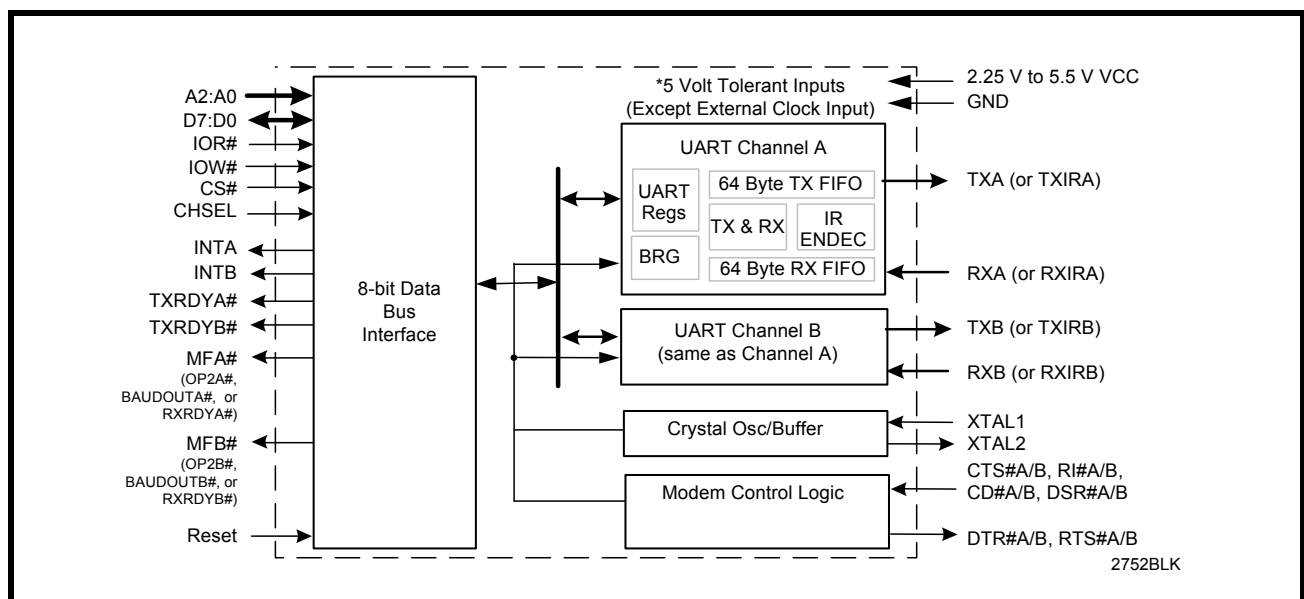 A2:A0
D7:D0
IOR#
IOW#
CS#
CHSEL
INTA
INTB
TXRDYA#
TXRDYB#
MFA#
(OP2A#,
BAUDOUTA#, or
RXRDYA#)
MFB#
(OP2B#,
BAUDOUTB#, or
RXRDYB#)
Reset
8-bit Data
Bus
Interface
*5 Volt Tolerant Inputs
(Except External Clock Input)
UART Channel A
UART
Regs
BRG
64 Byte TX FIFO
TX & RX
IR
ENDEC
64 Byte RX FIFO
UART Channel B
(same as Channel A)
Crystal Osc/Buffer
Modem Control Logic
2.25 V to 5.5 V VCC
GND
TXA (or TXIRA)
RXA (or RXIRA)
TXB (or TXIRB)
RXB (or RXIRB)
XTAL1
XTAL2
CTS#A/B, RI#A/B,
CD#A/B, DSR#A/B
DTR#A/B, RTS#A/B
2752BLK